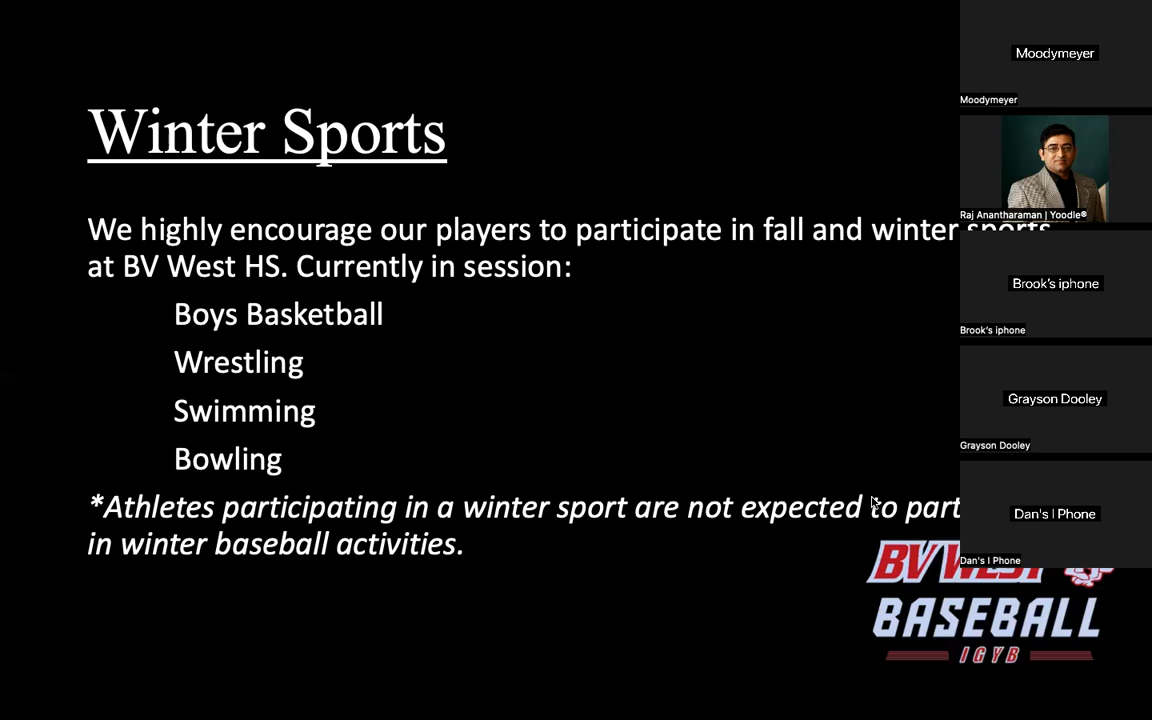 Winter Sports
We highly encourage our players to participate in fall and winter sports
at BV West HS. Currently in session:
Boys Basketball
Wrestling
Swimming
Bowling
*Athletes participating in a winter sport are not expected to part
in winter baseball activities.
BV WEST
BASEBALL
IGYB
Moodymeyer
Moodymeyer
Raj Anantharaman | Yoodle®
Brook's iphone
Brook's iphone
Grayson Dooley
Grayson Dooley
Dan's I Phone
Dan's I Phone